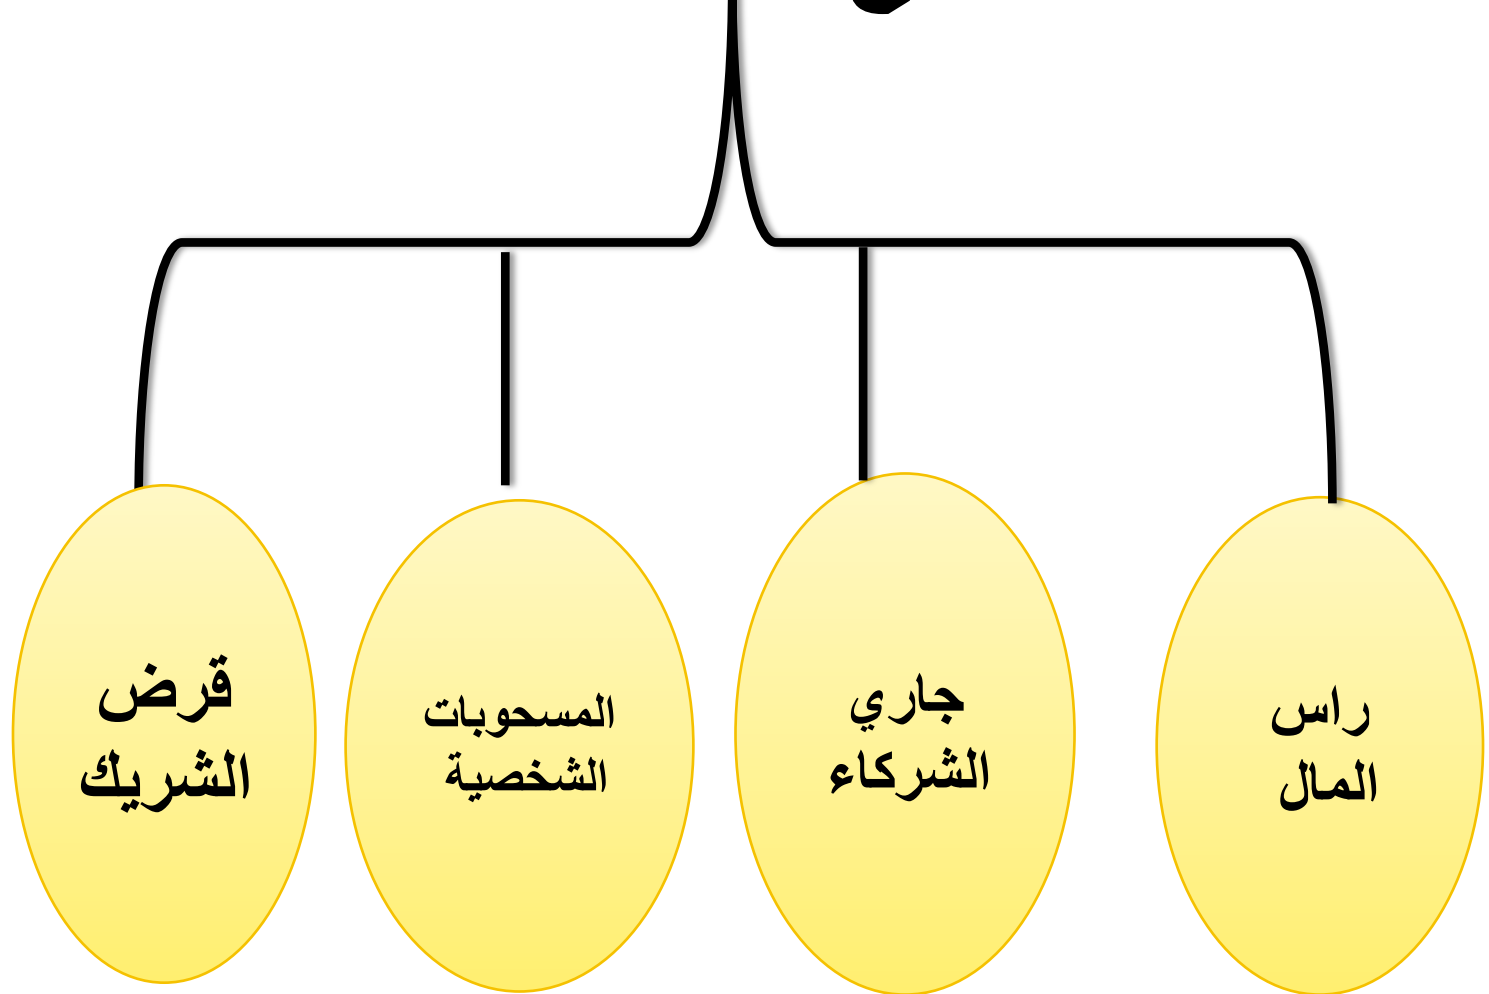 راس
المال
جاري
الشركاء
المسحوبات
الشخصية
قرض
الشريك